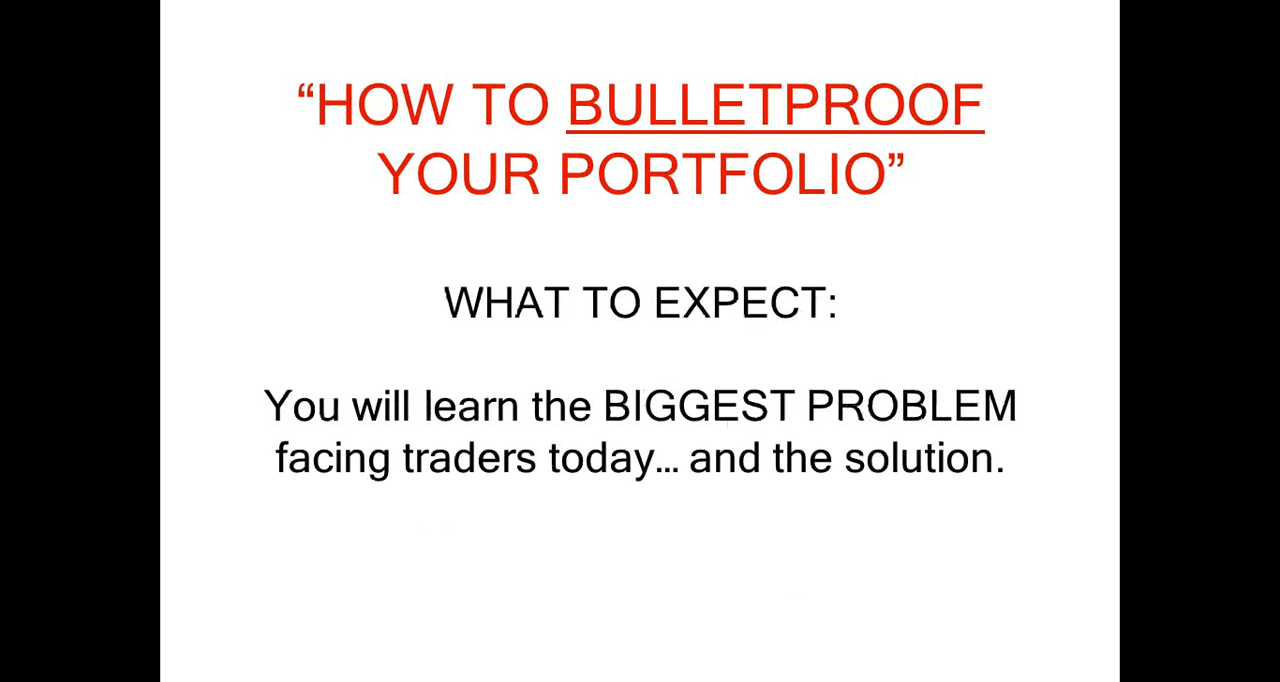 “HOW TO BULLETPROOF
YOUR PORTFOLIO”
WHAT TO EXPECT:
You will learn the BIGGEST PROBLEM
facing traders today... and the solution.